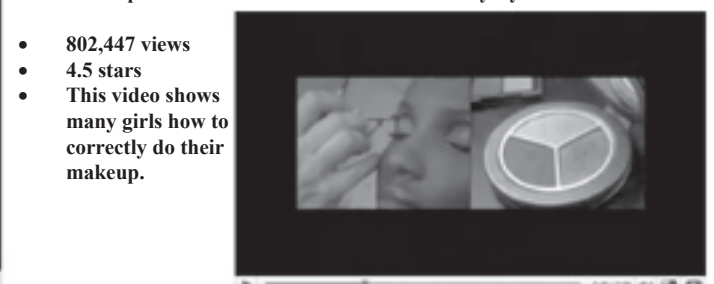 • 802,447 views
• 4.5 stars
• This video shows
many girls how to
correctly do their
makeup.